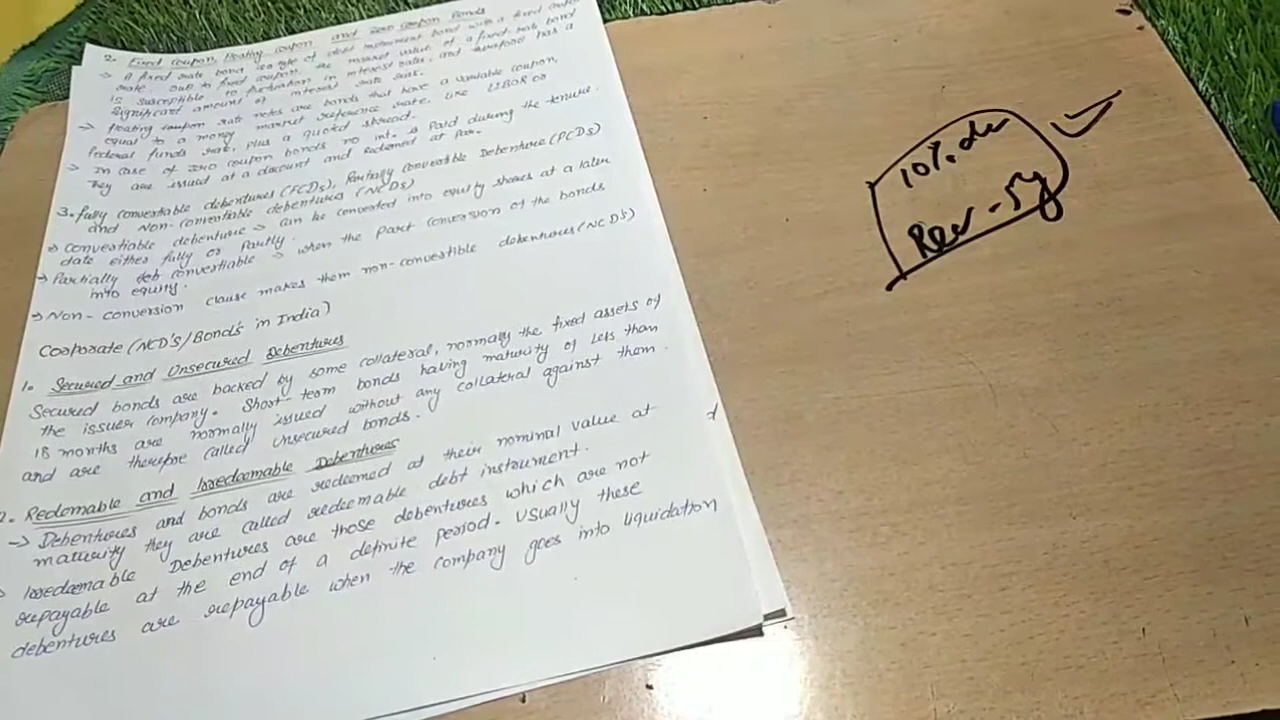 2. Fixed coupon, Floating coupon and Zero coupon Bonds
→ A fixed rate bond is a type of debt instrument bond with a fixed coupon
rate. Due to fixed coupon, the market value of a fixed-rate bond
is susceptible to fluctuation in interest rates, and therefore has a
significant amount of interest rate risk.
→ floating coupon rate notes are bonds that have a variable coupon,
equal to a money market reference rate, like LIBOR or
federal funds rate, plus a quoted spread.
→ In case of zero coupon bonds no int. is paid during the tenure.
They are issued at a discount and redeemed at par.
3. fully convertable debentures (FCDs), Partially convertible Debenture (PCDs)
and Non-convertable debentures (NCDs)
→ Convertiable debenture → can be converted into equity shares at a later
date either fully or partly.
→ Partially deb convertiable → when the part conversion of the bonds
into equity.
→ Non-conversion clause makes them non-convertible debentures (NCD's)
Corporate (NCD's/Bond's in India)
1. Secured and Unsecured Debentures
Secured bonds are backed by some collateral, normally the fixed assets of
the issuer company. Short-term bonds having maturity of less than
18 months are normally issued without any collateral against them
and are therefore called Unsecured bonds.
2. Redemable and Irredeemable Debentures
→ Debentures and bonds are redeemed at their nominal value at
maturity they are called redeemable debt instrument.
Irredemable Debentures are those debentures which are not
repayable at the end of a definite period. Usually these
debentures are repayable when the company goes into liquidation
10%. de
Rev - 5y